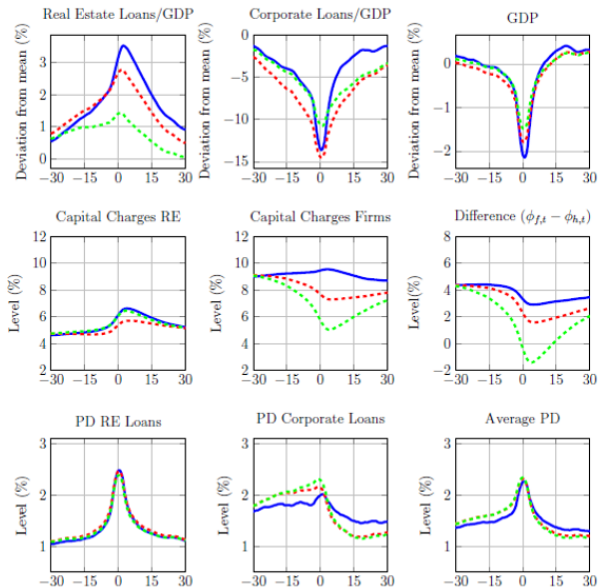 Real Estate Loans/GDP
Corporate Loans/GDP
GDP
Deviation from mean (%)
3
2
1
0
−30 −15 0 15 30
Deviation from mean (%)
0
−5
−10
−15
−30 −15 0 15 30
Deviation from mean (%)
0
−1
−2
−30 −15 0 15 30
Capital Charges RE
Capital Charges Firms
Difference (ϕf,t − ϕh,t)
Level (%)
12
10
8
6
4
2
−30 −15 0 15 30
Level (%)
12
10
8
6
4
2
−30 −15 0 15 30
Level(%)
12
10
8
6
4
2
0
−2
−30 −15 0 15 30
PD RE Loans
PD Corporate Loans
Average PD
Level (%)
3
2
1
−30 −15 0 15 30
Level (%)
3
2
1
−30 −15 0 15 30
Level (%)
3
2
1
−30 −15 0 15 30